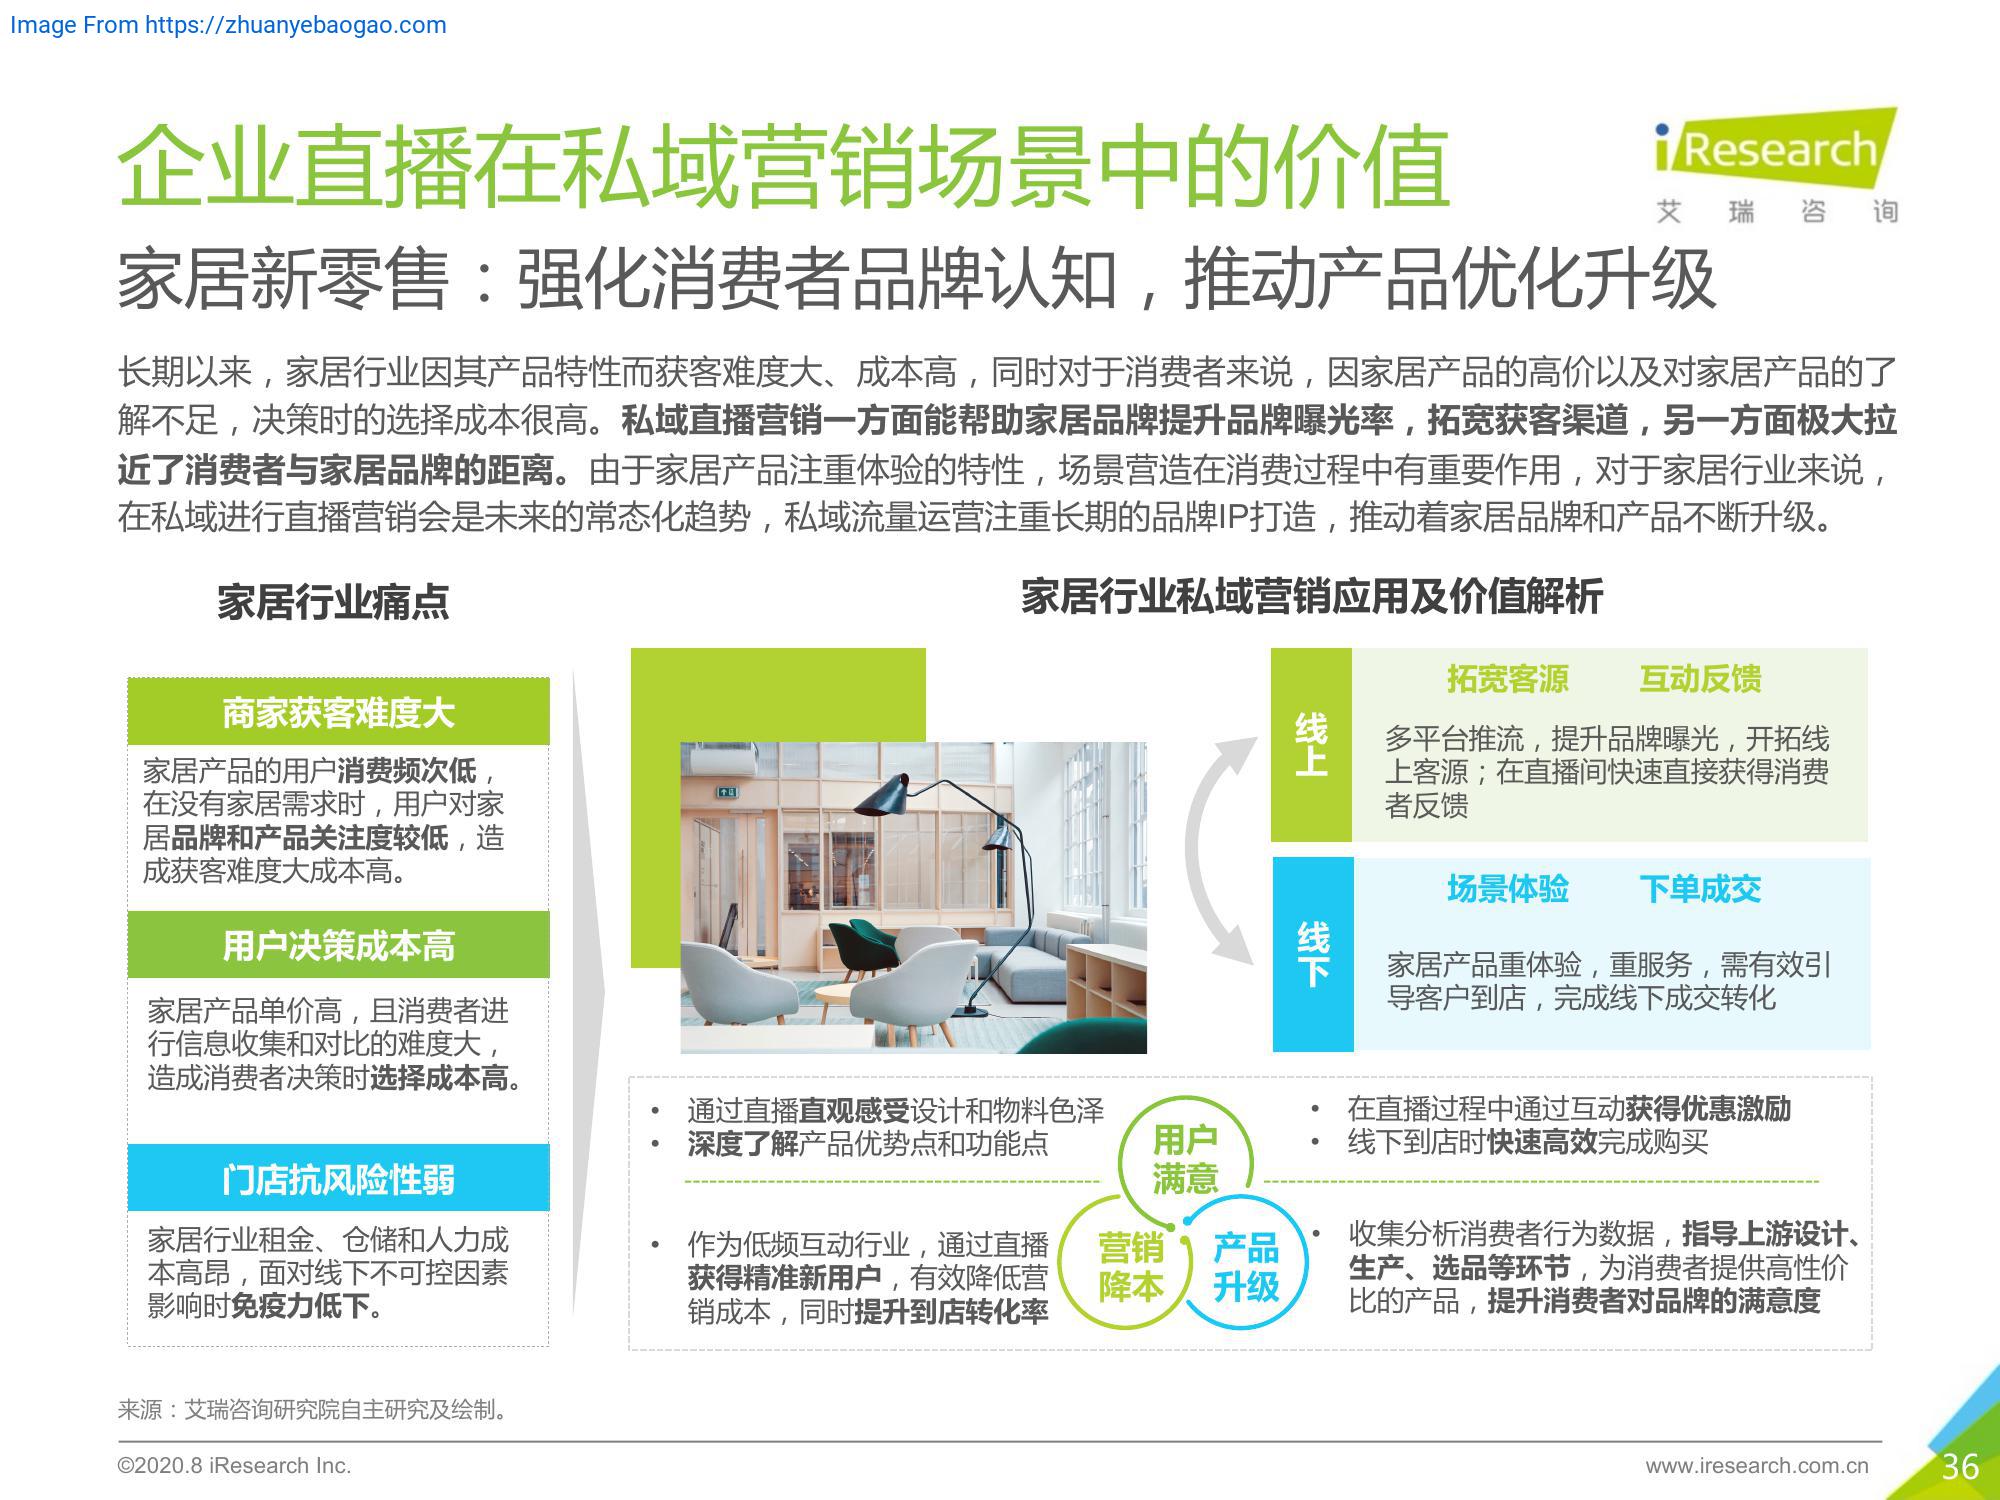 Image From https://zhuanyebaogao.com
企业直播在私域营销场景中的价值
iResearch
艾瑞咨询
家居新零售：强化消费者品牌认知，推动产品优化升级
长期以来，家居行业因其产品特性而获客难度大、成本高，同时对于消费者来说，因家居产品的高价以及对家居产品的了
解不足，决策时的选择成本很高。私域直播营销一方面能帮助家居品牌提升品牌曝光率，拓宽获客渠道，另一方面极大拉
近了消费者与家居品牌的距离。由于家居产品注重体验的特性，场景营造在消费过程中有重要作用，对于家居行业来说，
在私域进行直播营销会是未来的常态化趋势，私域流量运营注重长期的品牌IP打造，推动着家居品牌和产品不断升级。
家居行业痛点
商家获客难度大
家居产品的用户消费频次低，
在没有家居需求时，用户对家
居品牌和产品关注度较低，造
成获客难度大成本高。
用户决策成本高
家居产品单价高，且消费者进
行信息收集和对比的难度大，
造成消费者决策时选择成本高。
门店抗风险性弱
家居行业租金、仓储和人力成
本高昂，面对线下不可控因素
影响时免疫力低下。
家居行业私域营销应用及价值解析
线上
拓宽客源 互动反馈
多平台推流，提升品牌曝光，开拓线
上客源；在直播间快速直接获得消费
者反馈
线下
场景体验 下单成交
家居产品重体验，重服务，需有效引
导客户到店，完成线下成交转化
• 通过直播直观感受设计和物料色泽
• 深度了解产品优势点和功能点
用户
满意
• 在直播过程中通过互动获得优惠激励
• 线下到店时快速高效完成购买
• 作为低频互动行业，通过直播
获得精准新用户，有效降低营
销成本，同时提升到店转化率
营销
降本
产品
升级
• 收集分析消费者行为数据，指导上游设计、
生产、选品等环节，为消费者提供高性价
比的产品，提升消费者对品牌的满意度
来源：艾瑞咨询研究院自主研究及绘制。
©2020.8 iResearch Inc.
www.iresearch.com.cn
36